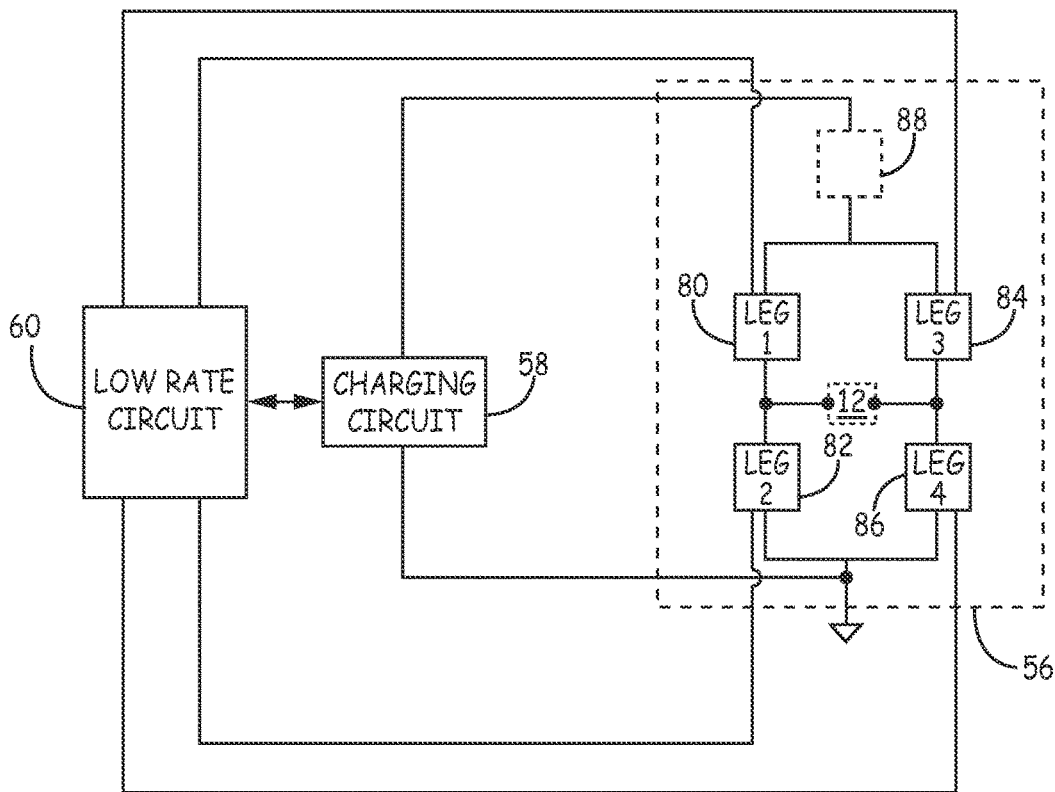 88
80
LEG
1
LEG
3
84
60
LOW RATE
CIRCUIT
CHARGING
CIRCUIT
58
12
82
LEG
2
LEG
4
86
56